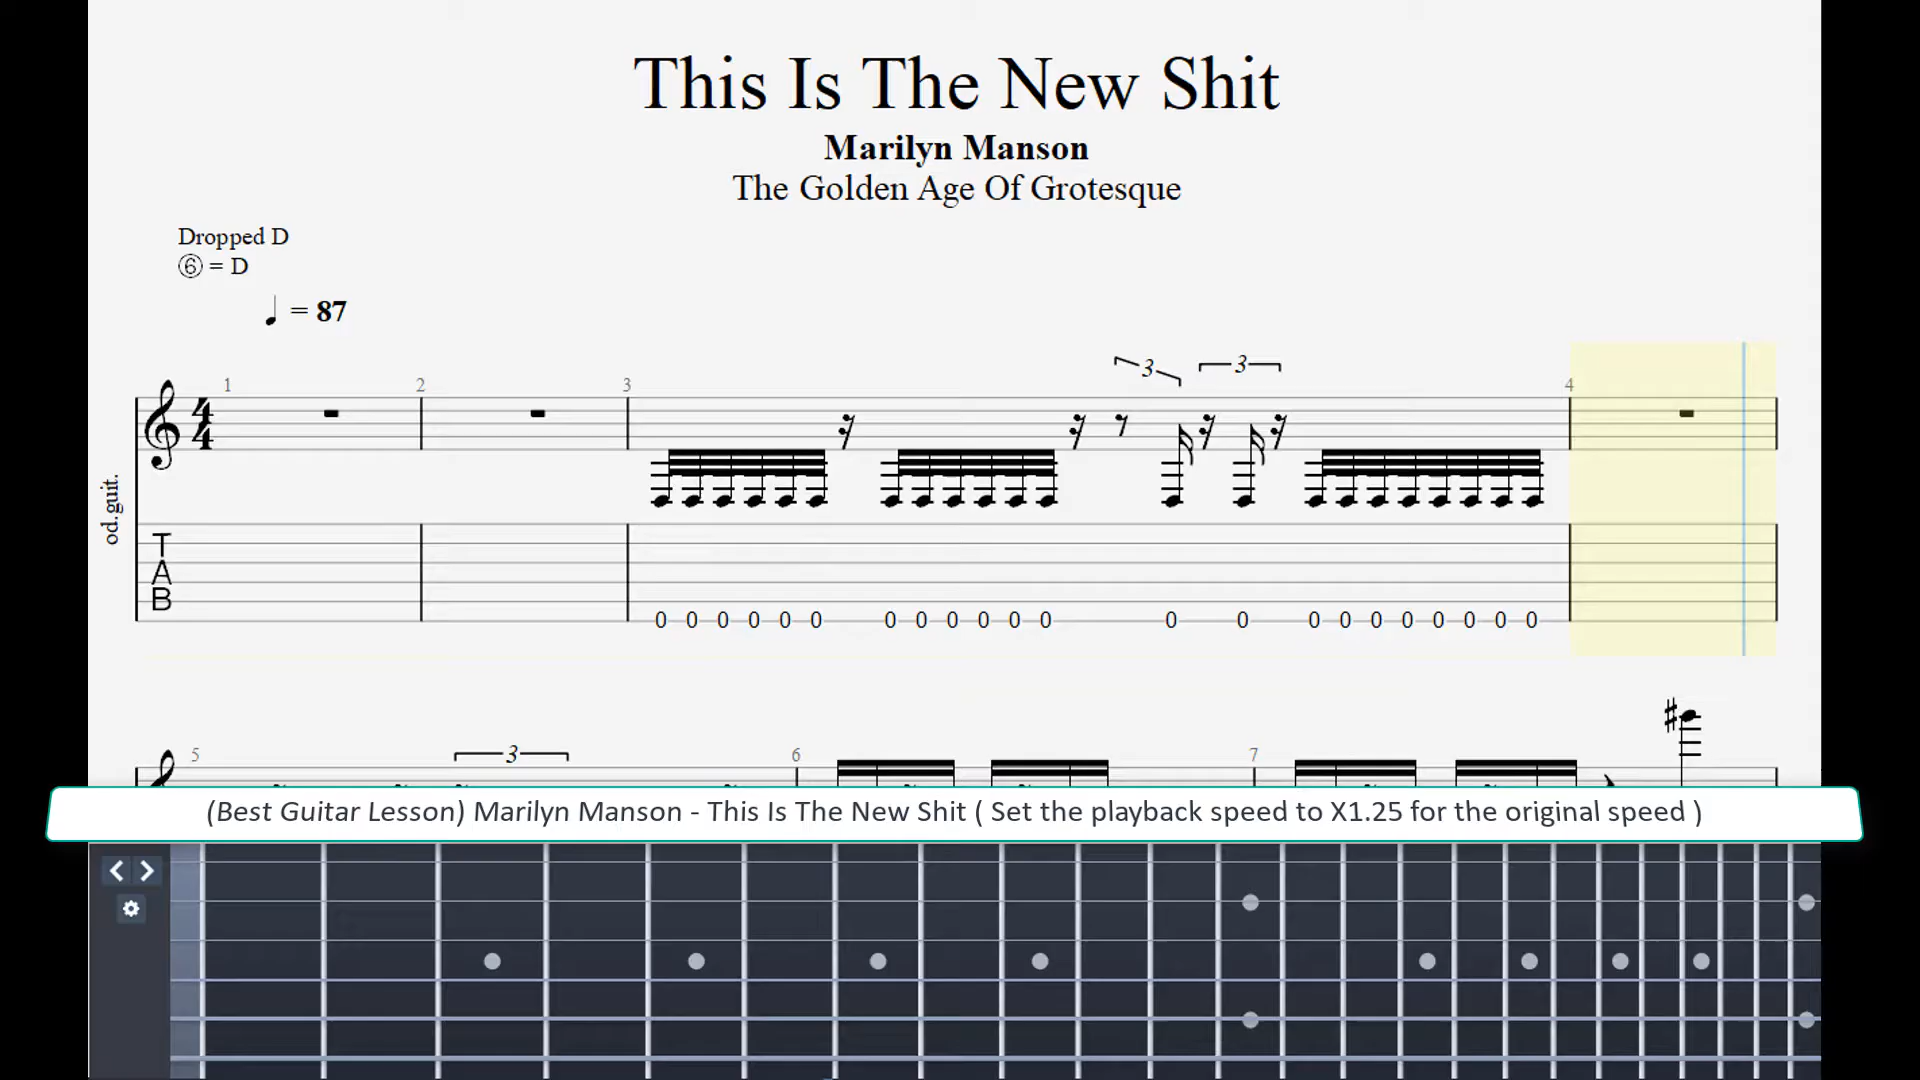 This Is The New Shit
Marilyn Manson
The Golden Age Of Grotesque
Dropped D
⑥ = D
♩ = 87
3 3
1 2 3 4
4
4
od.guit.
T
A
B
0 0 0 0 0 0 0 0 0 0 0 0 0 0 0 0 0 0 0 0 0 0
5 3 6 7
(Best Guitar Lesson) Marilyn Manson - This Is The New Shit ( Set the playback speed to X1.25 for the original speed )